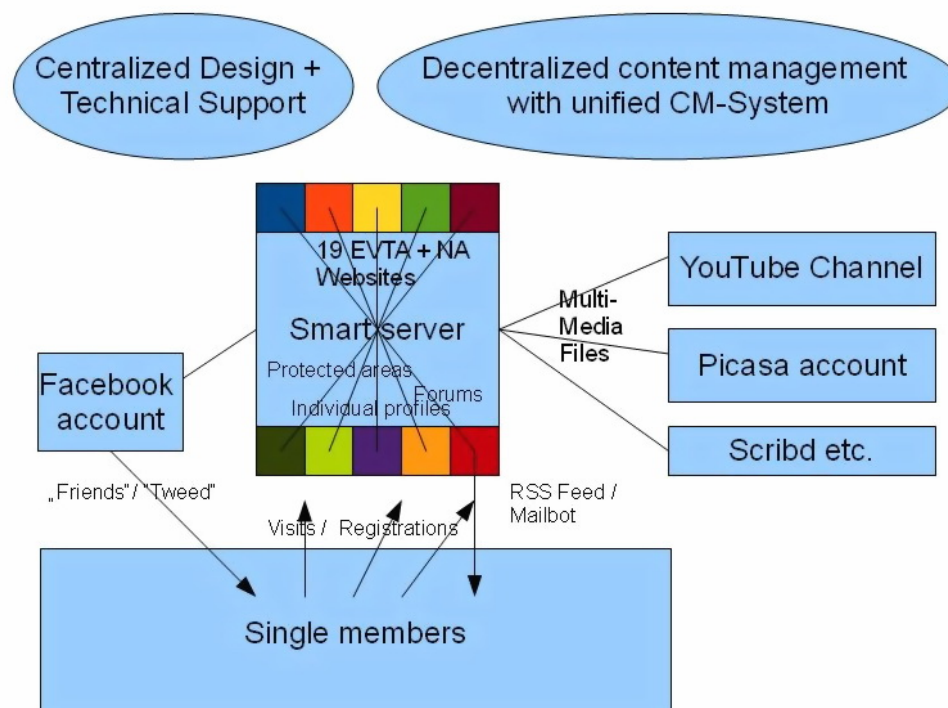 Centralized Design +
Technical Support
Decentralized content management
with unified CM-System
19 EVTA + NA
Websites
Smart server
Protected areas
Forums
Individual profiles
Multi-
Media
Files
YouTube Channel
Picasa account
Scribd etc.
Facebook
account
„Friends“/ “Tweed”
Visits / Registrations
RSS Feed /
Mailbot
Single members